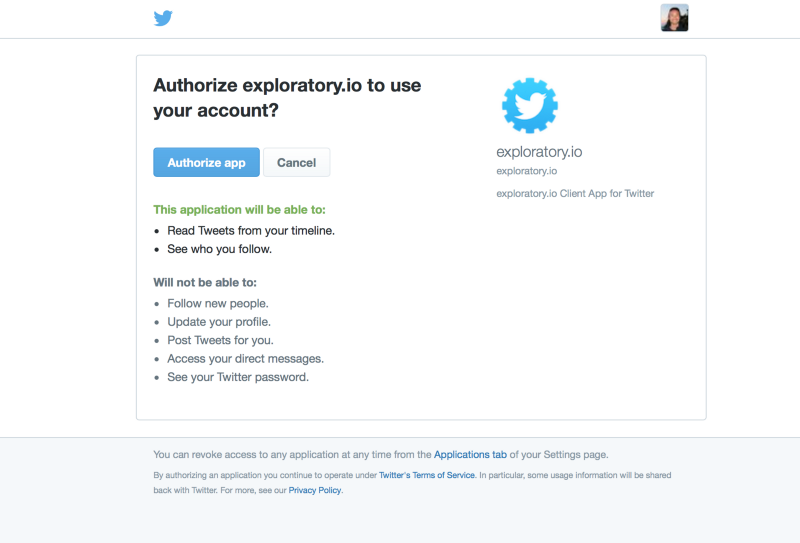 Authorize exploratory.io to use
your account?
Authorize app
Cancel
This application will be able to:
• Read Tweets from your timeline.
• See who you follow.
Will not be able to:
• Follow new people.
• Update your profile.
• Post Tweets for you.
• Access your direct messages.
• See your Twitter password.
exploratory.io
exploratory.io
exploratory.io Client App for Twitter
You can revoke access to any application at any time from the Applications tab of your Settings page.
By authorizing an application you continue to operate under Twitter's Terms of Service. In particular, some usage information will be shared
back with Twitter. For more, see our Privacy Policy.